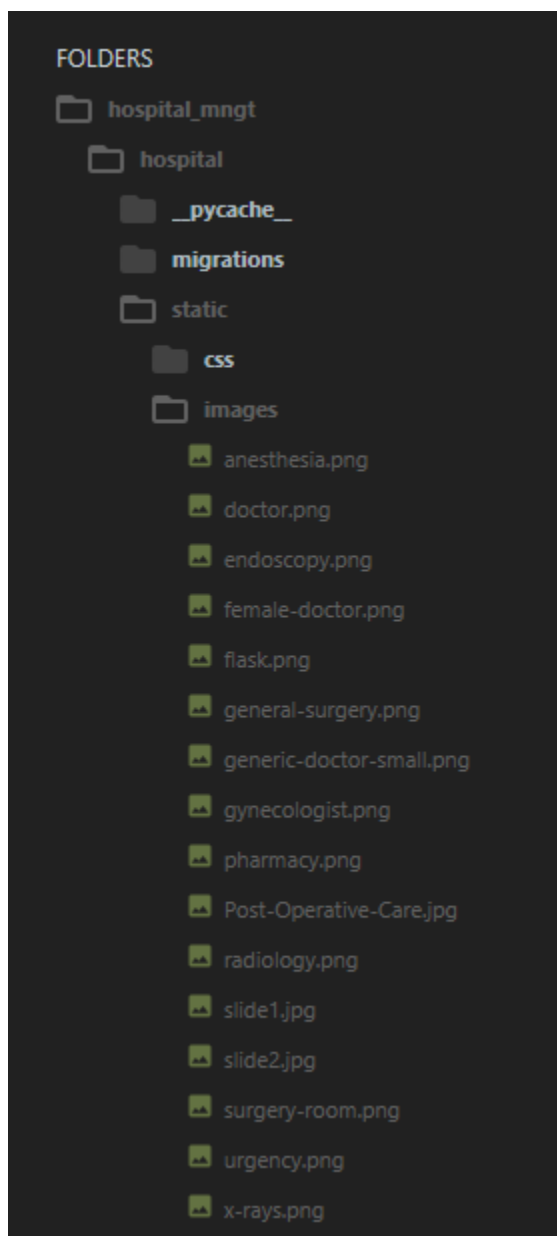 FOLDERS
hospital_mngt
hospital
__pycache__
migrations
static
css
images
anesthesia.png
doctor.png
endoscopy.png
female-doctor.png
flask.png
general-surgery.png
generic-doctor-small.png
gynecologist.png
pharmacy.png
Post-Operative-Care.jpg
radiology.png
slide1.jpg
slide2.jpg
surgery-room.png
urgency.png
x-rays.png